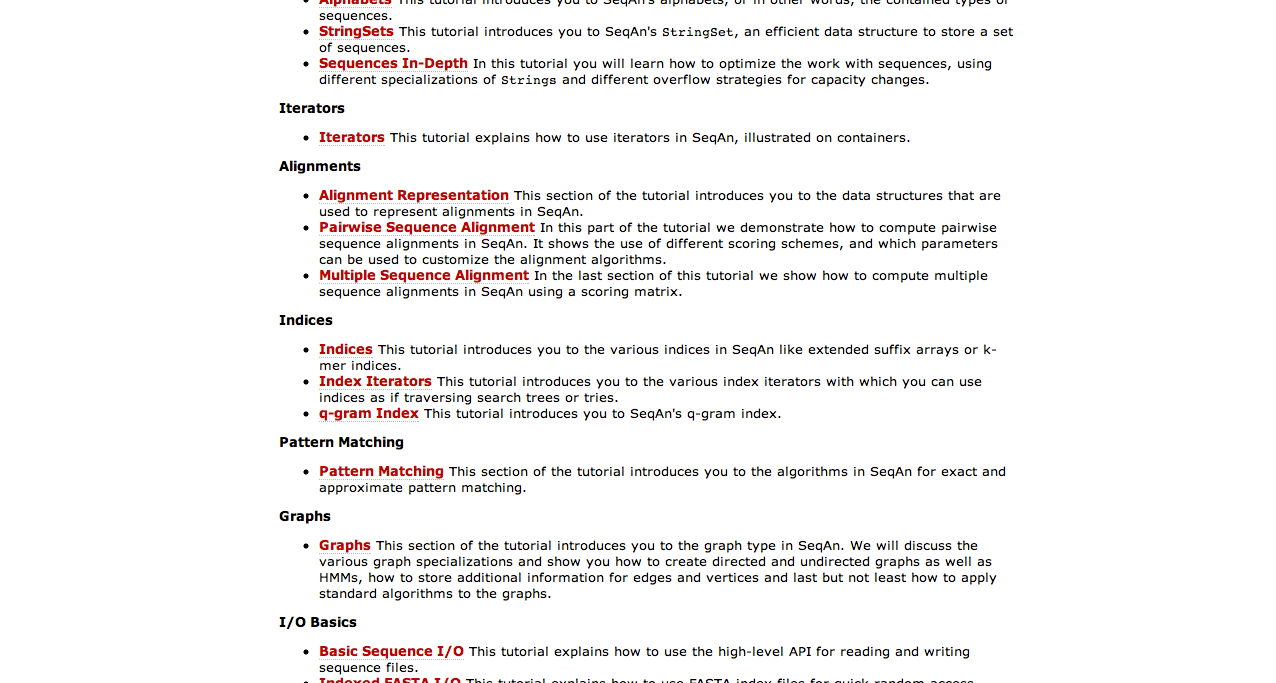 Alphabets This tutorial introduces you to SeqAn's alphabets, or in other words, the contained types of
sequences.
StringSets This tutorial introduces you to SeqAn's StringSet, an efficient data structure to store a set
of sequences.
Sequences In-Depth In this tutorial you will learn how to optimize the work with sequences, using
different specializations of Strings and different overflow strategies for capacity changes.
Iterators
Iterators This tutorial explains how to use iterators in SeqAn, illustrated on containers.
Alignments
Alignment Representation This section of the tutorial introduces you to the data structures that are
used to represent alignments in SeqAn.
Pairwise Sequence Alignment In this part of the tutorial we demonstrate how to compute pairwise
sequence alignments in SeqAn. It shows the use of different scoring schemes, and which parameters
can be used to customize the alignment algorithms.
Multiple Sequence Alignment In the last section of this tutorial we show how to compute multiple
sequence alignments in SeqAn using a scoring matrix.
Indices
Indices This tutorial introduces you to the various indices in SeqAn like extended suffix arrays or k-
mer indices.
Index Iterators This tutorial introduces you to the various index iterators with which you can use
indices as if traversing search trees or tries.
q-gram Index This tutorial introduces you to SeqAn's q-gram index.
Pattern Matching
Pattern Matching This section of the tutorial introduces you to the algorithms in SeqAn for exact and
approximate pattern matching.
Graphs
Graphs This section of the tutorial introduces you to the graph type in SeqAn. We will discuss the
various graph specializations and show you how to create directed and undirected graphs as well as
HMMs, how to store additional information for edges and vertices and last but not least how to apply
standard algorithms to the graphs.
I/O Basics
Basic Sequence I/O This tutorial explains how to use the high-level API for reading and writing
sequence files.
Indexed FASTA I/O This tutorial explains how to use FASTA index files for quick random access